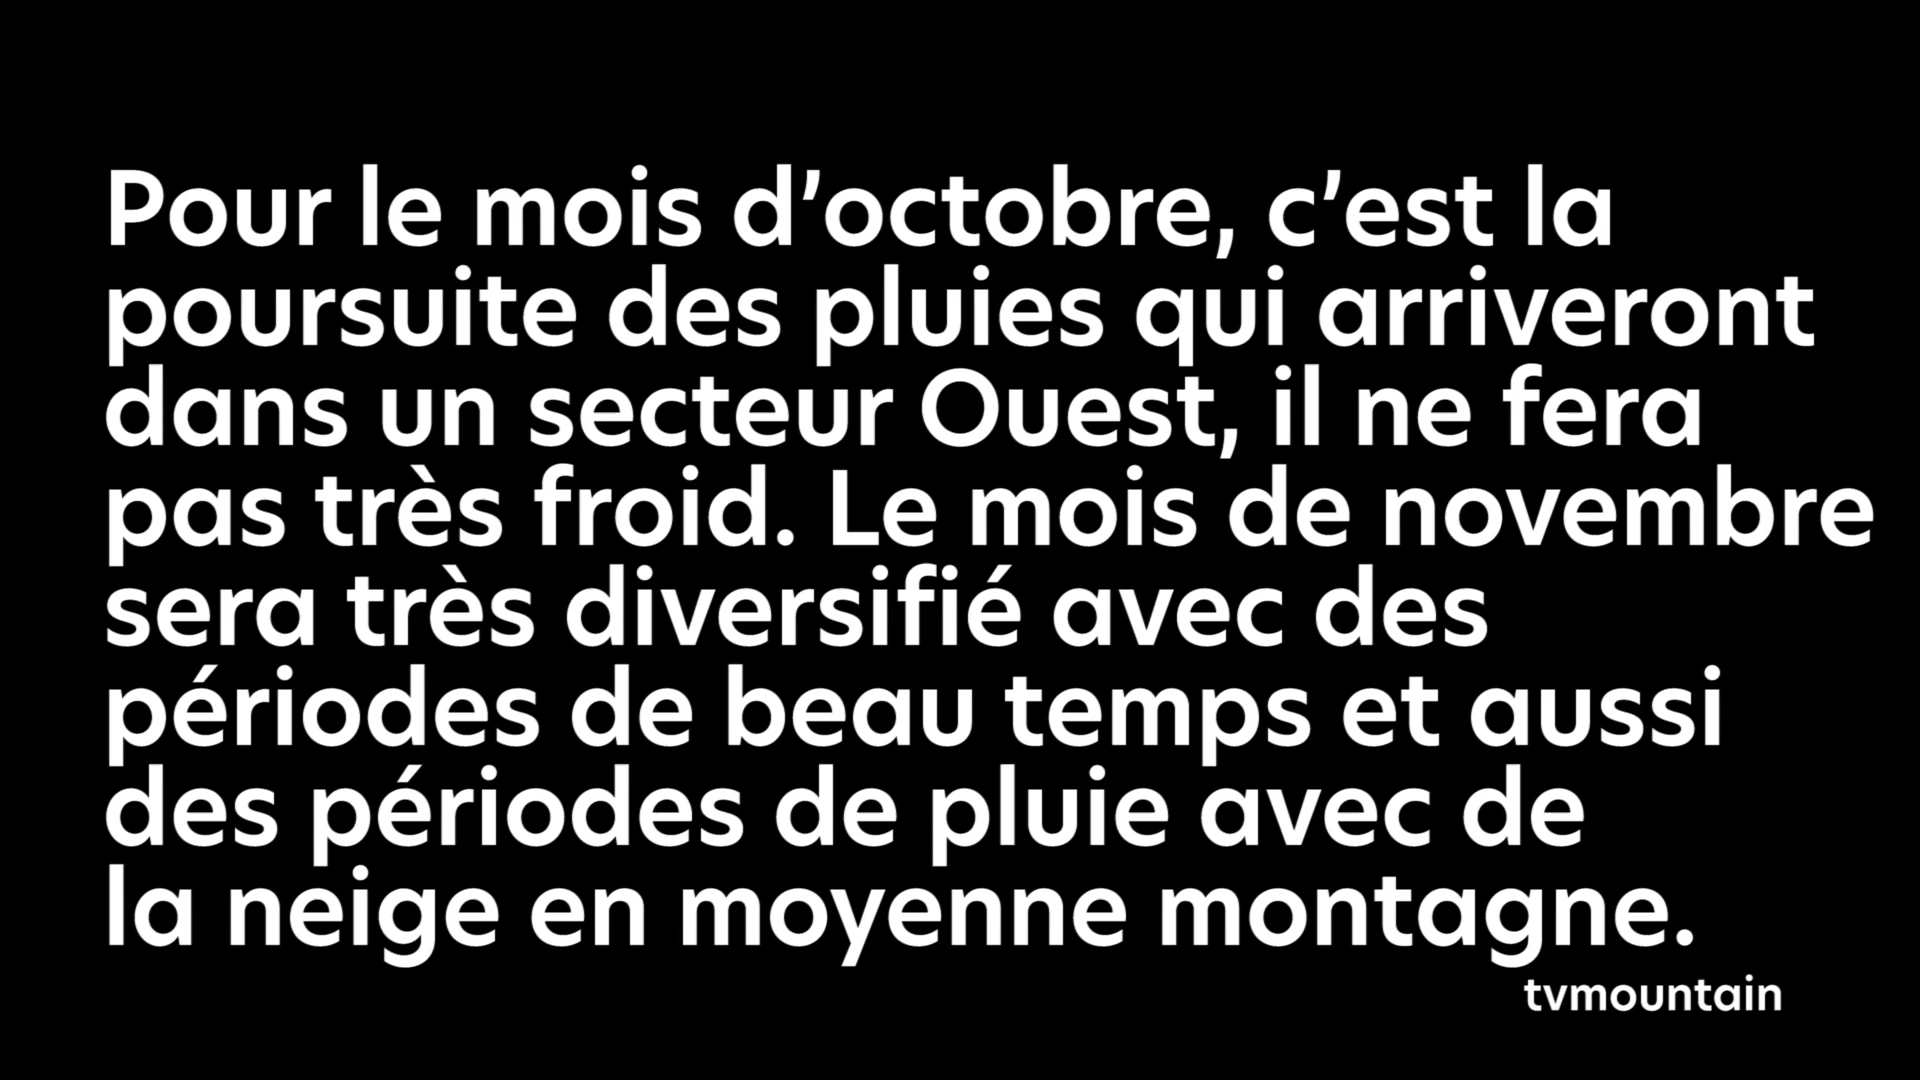 Pour le mois d’octobre, c’est la
poursuite des pluies qui arriveront
dans un secteur Ouest, il ne fera
pas très froid. Le mois de novembre
sera très diversifié avec des
périodes de beau temps et aussi
des périodes de pluie avec de
la neige en moyenne montagne.
tvmountain